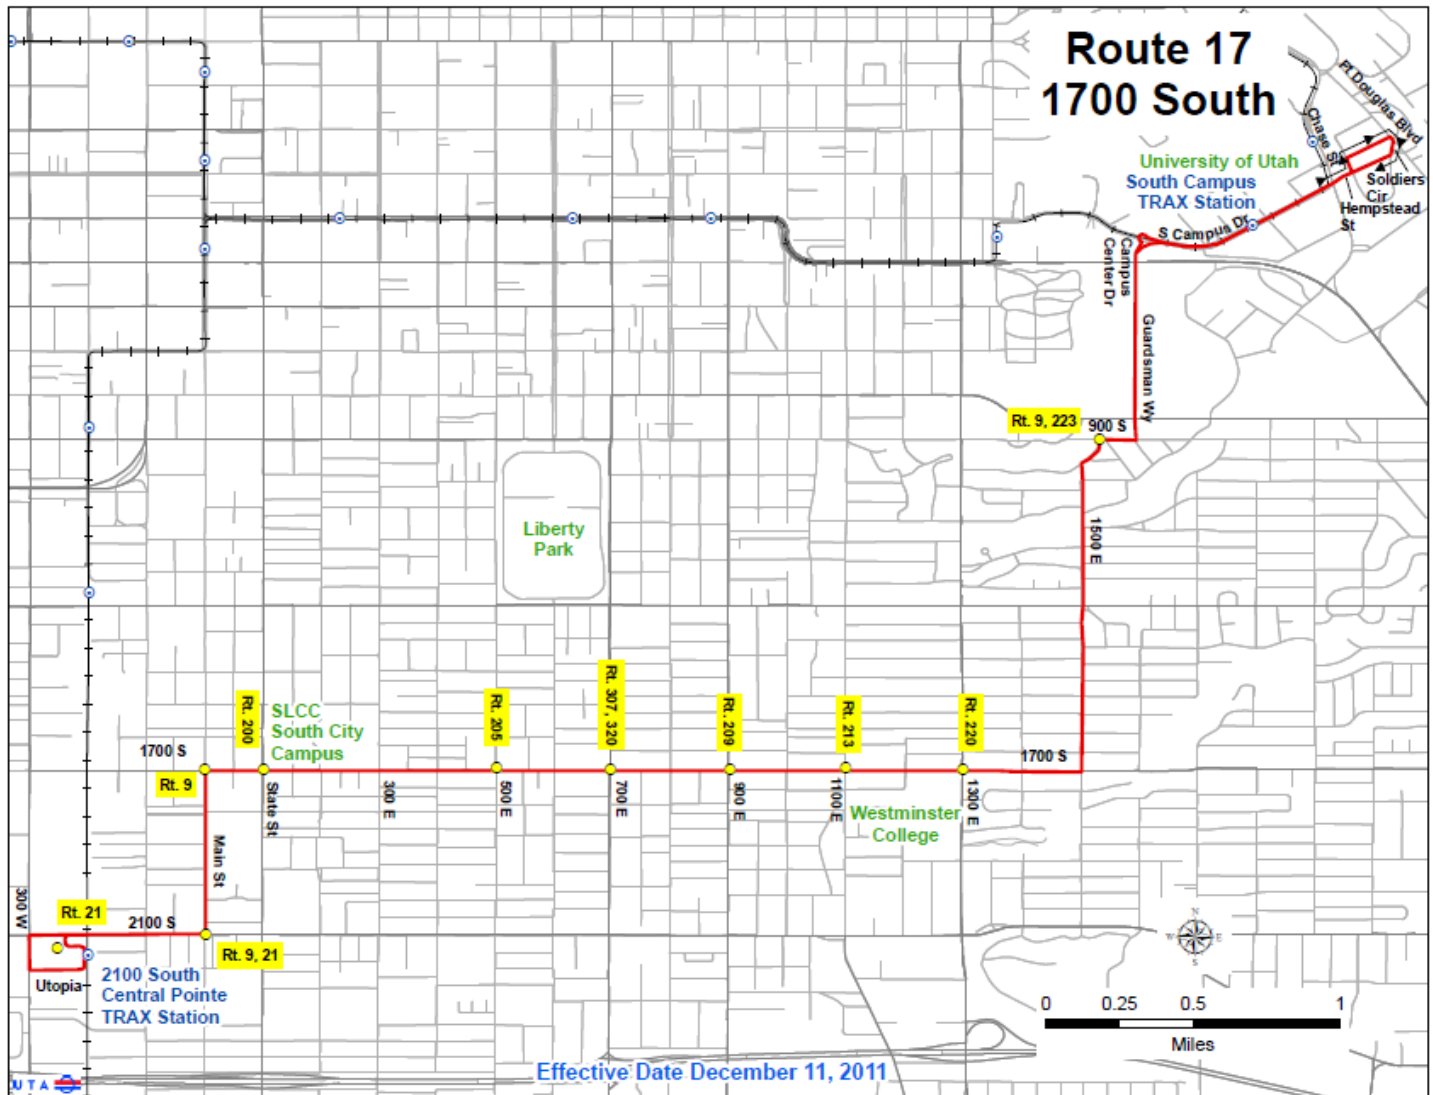 Route 17
1700 South
Ft Douglas Blvd
Chase St
University of Utah
South Campus
TRAX Station
Soldiers
Cir
Hempstead
St
S Campus Dr
Campus
Center Dr
Guardsman Wy
Rt. 9, 223
900 S
1500 E
Liberty
Park
Rt. 200
SLCC
South City
Campus
Rt. 205
Rt. 307, 320
Rt. 209
Rt. 213
Rt. 220
1700 S
1700 S
Rt. 9
State St
300 E
500 E
700 E
900 E
1100 E
1300 E
Westminster
College
Main St
300 W
Rt. 21
2100 S
Rt. 9, 21
Utopia
2100 South
Central Pointe
TRAX Station
N
W
E
S
0
0.25
0.5
1
Miles
Effective Date December 11, 2011
UTA